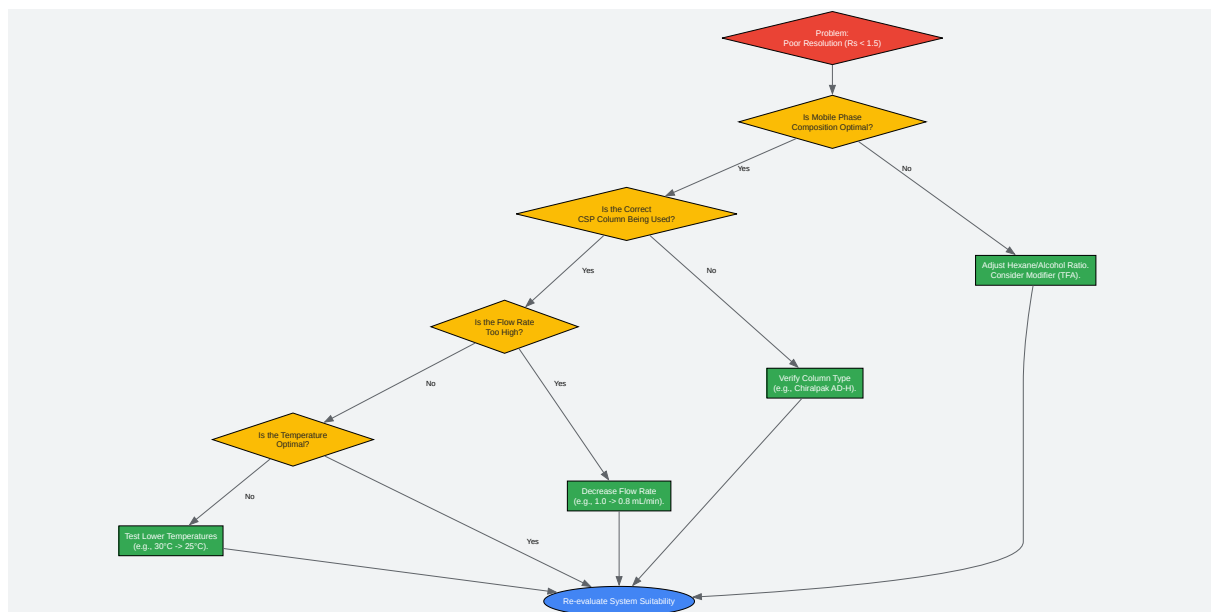 Problem:
Poor Resolution (Rs < 1.5)
Is Mobile Phase
Composition Optimal?
Yes
No
Is the Correct
CSP Column Being Used?
Yes
No
Adjust Hexane/Alcohol Ratio.
Consider Modifier (TFA).
Is the Flow Rate
Too High?
No
Yes
Verify Column Type
(e.g., Chiralpak AD-H).
Is the Temperature
Optimal?
No
Yes
Decrease Flow Rate
(e.g., 1.0 -> 0.8 mL/min).
Test Lower Temperatures
(e.g., 30°C -> 25°C).
Re-evaluate System Suitability